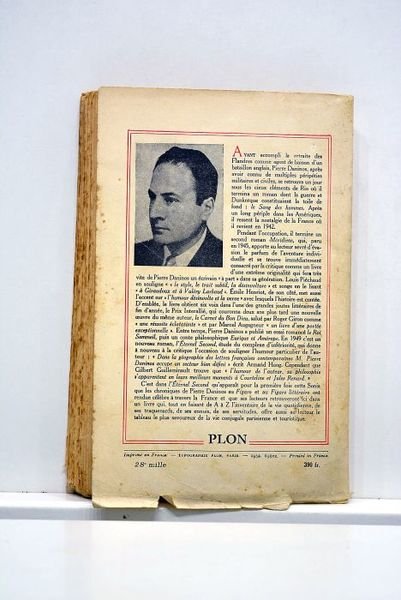 AYANT accompli la retraite des
Flandres comme agent de liaison d'un
bataillon anglais, Pierre Daninos, après
avoir connu de multiples péripéties
militaires et civiles, se retrouva un jour
sous les cieux cléments de Rio où il
termina un roman dont la guerre et
Dunkerque constituaient la toile de
fond : le Sang des hommes. Après
un long périple dans les Amériques,
il ressent la nostalgie de la France où
il revient en 1942.
Pendant l'occupation, il termine un
second roman Méridiens, qui, paru
en 1945, apporte au lecteur sevré d'éva-
sion le parfum de l'aventure indivi-
duelle et se trouve immédiatement
consacré par la critique comme un livre
d'une extrême originalité qui fera très
vite de Pierre Daninos un écrivain « à part » dans sa génération. Louis Piéchaud
en souligne « le style, le trait subtil, la désinvolture » et songe en le lisant
« à Giraudoux et à Valéry Larbaud ». Emile Henriot, de son côté, met aussi
l'accent sur « l'humour désinvolte et la verve » avec lesquels l'histoire est contée.
D'emblée, le livre obtient six voix dans l'une des grandes joutes littéraires de
fin d'année, le Prix Interallié, qui couronne deux ans plus tard une nouvelle
œuvre du même auteur, le Carnet du Bon Dieu, salué par Roger Giron comme
« une réussite éclatante » et par Marcel Augagneur « un livre d'une portée
exceptionnelle ». Entre temps, Pierre Daninos a publié un essai romancé le Roi
Sommeil, puis un conte philosophique Eurique et Amérope. En 1949 c'est un
nouveau roman, l'Éternel Second, étude du complexe d'altérité, qui donne
à nouveau à la critique l'occasion de souligner l'humour particulier de l'au-
teur : « Dans la géographie des lettres françaises contemporaines M. Pierre
Daninos occupe un secteur bien défini » écrit Armand Hoog. Cependant que
Gilbert Guilleminault trouve que « l'humour de l'auteur, sa philosophie
l'apparentent en leurs meilleurs moments à Courteline et Jules Renard. »
C'est dans l'Éternel Second qu'apparaît pour la première fois cette Sonia
que les chroniques de Pierre Daninos au Figaro et au Figaro littéraire ont
rendue célèbre à travers la France et que ses lecteurs retrouveront ici dans
un livre qui, tout en faisant de A à Z l'inventaire de la vie quotidienne, de
ses traquenards, de ses ennuis, de ses servitudes, offre aussi au lecteur le
tableau le plus savoureux de la vie conjugale parisienne et touristique.
PLON
Imprimé en France — TYPOGRAPHIE PLON, PARIS. — Printed in France
28e mille 390 fr.